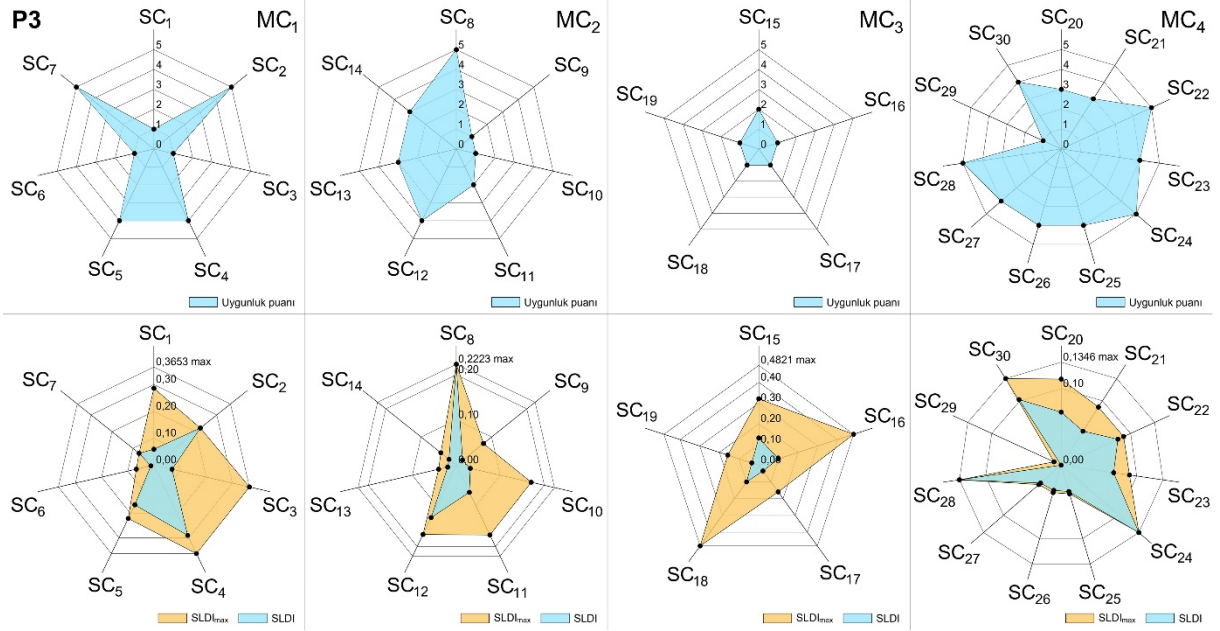 P3
MC1
SC1
SC2
SC3
SC4
SC5
SC6
SC7
5
4
3
2
1
0
Uygunluk puanı
MC2
SC8
SC9
SC10
SC11
SC12
SC13
SC14
5
4
3
2
1
0
Uygunluk puanı
MC3
SC15
SC16
SC17
SC18
SC19
5
4
3
2
1
0
Uygunluk puanı
MC4
SC20
SC21
SC22
SC23
SC24
SC25
SC26
SC27
SC28
SC29
SC30
5
4
3
2
1
0
Uygunluk puanı
SC1
SC2
SC3
SC4
SC5
SC6
SC7
0,3653 max
0,30
0,20
0,10
0,00
SLDImax SLDI
SC8
SC9
SC10
SC11
SC12
SC13
SC14
0,2223 max
0,20
0,10
0,00
SC15
SC16
SC17
SC18
SC19
0,4821 max
0,40
0,30
0,20
0,10
0,00
SLDImax SLDI
SC20
SC21
SC22
SC23
SC24
SC25
SC26
SC27
SC28
SC29
SC30
0,1346 max
0,10
0,00
SLDImax SLDI